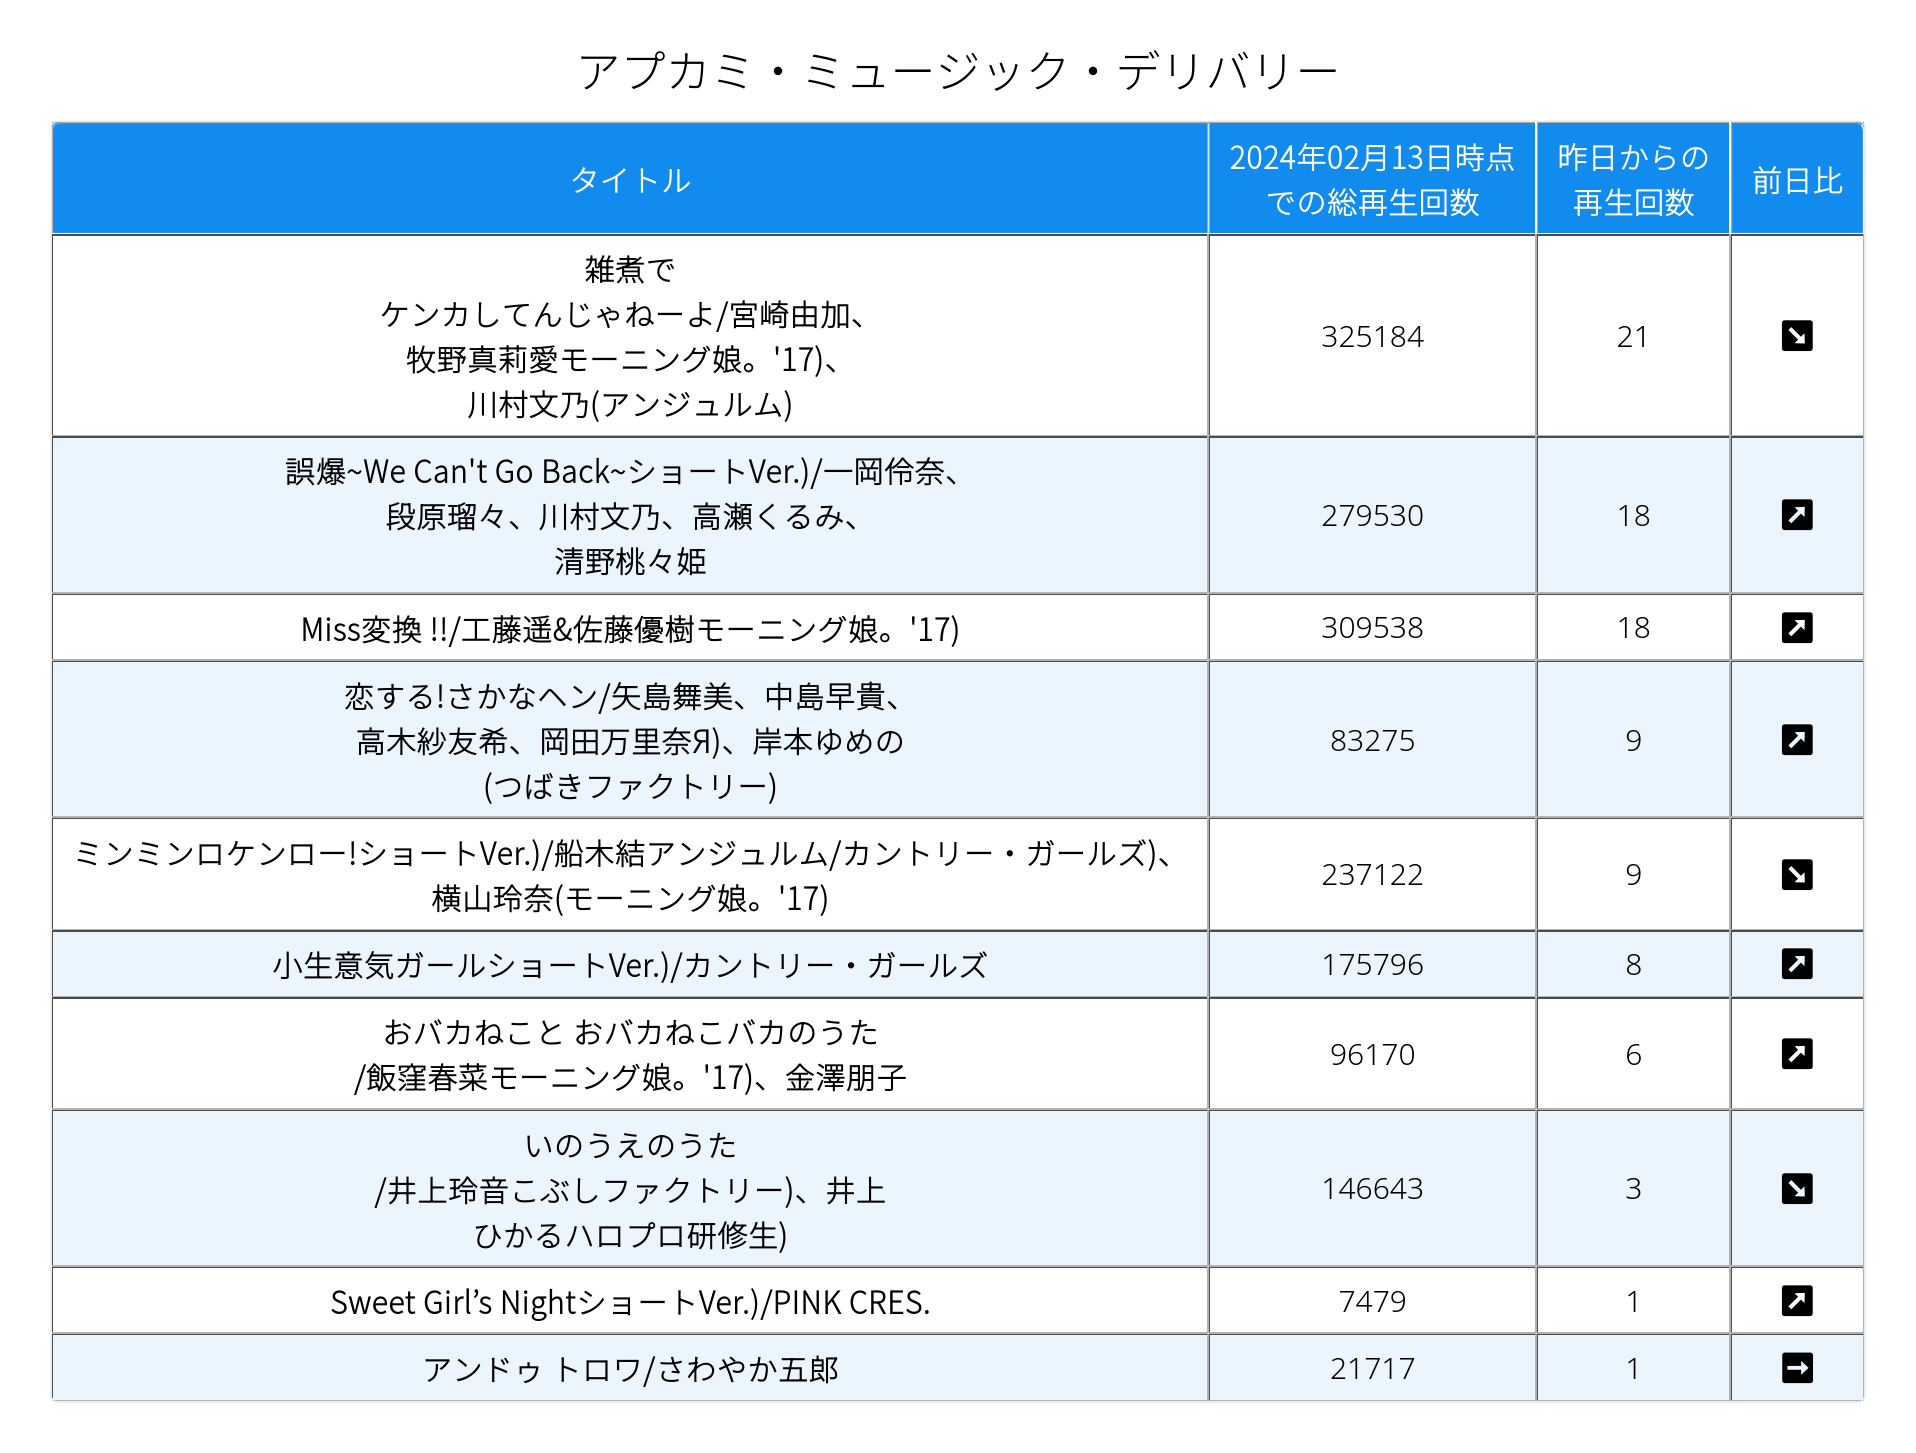 アプカミ・ミュージック・デリバリー
タイトル
2024年02月13日時点
での総再生回数
昨日からの
再生回数
前日比
雑煮で
ケンカしてんじゃねーよ/宮崎由加、
牧野真莉愛モーニング娘。'17)、
川村文乃(アンジュルム)
325184
21
誤爆~We Can't Go Back~ショートVer.)/一岡伶奈、
段原瑠々、川村文乃、高瀬くるみ、
清野桃々姫
279530
18
Miss変換 !!/工藤遥&佐藤優樹モーニング娘。'17)
309538
18
恋する!さかなヘン/矢島舞美、中島早貴、
高木紗友希、岡田万里奈Я)、岸本ゆめの
(つばきファクトリー)
83275
9
ミンミンロケンロー!ショートVer.)/船木結アンジュルム/カントリー・ガールズ)、
横山玲奈(モーニング娘。'17)
237122
9
小生意気ガールショートVer.)/カントリー・ガールズ
175796
8
おバカねこと おバカねこバカのうた
/飯窪春菜モーニング娘。'17)、金澤朋子
96170
6
いのうえのうた
/井上玲音こぶしファクトリー)、井上
ひかるハロプロ研修生)
146643
3
Sweet Girl’s NightショートVer.)/PINK CRES.
7479
1
アンドゥ トロワ/さわやか五郎
21717
1